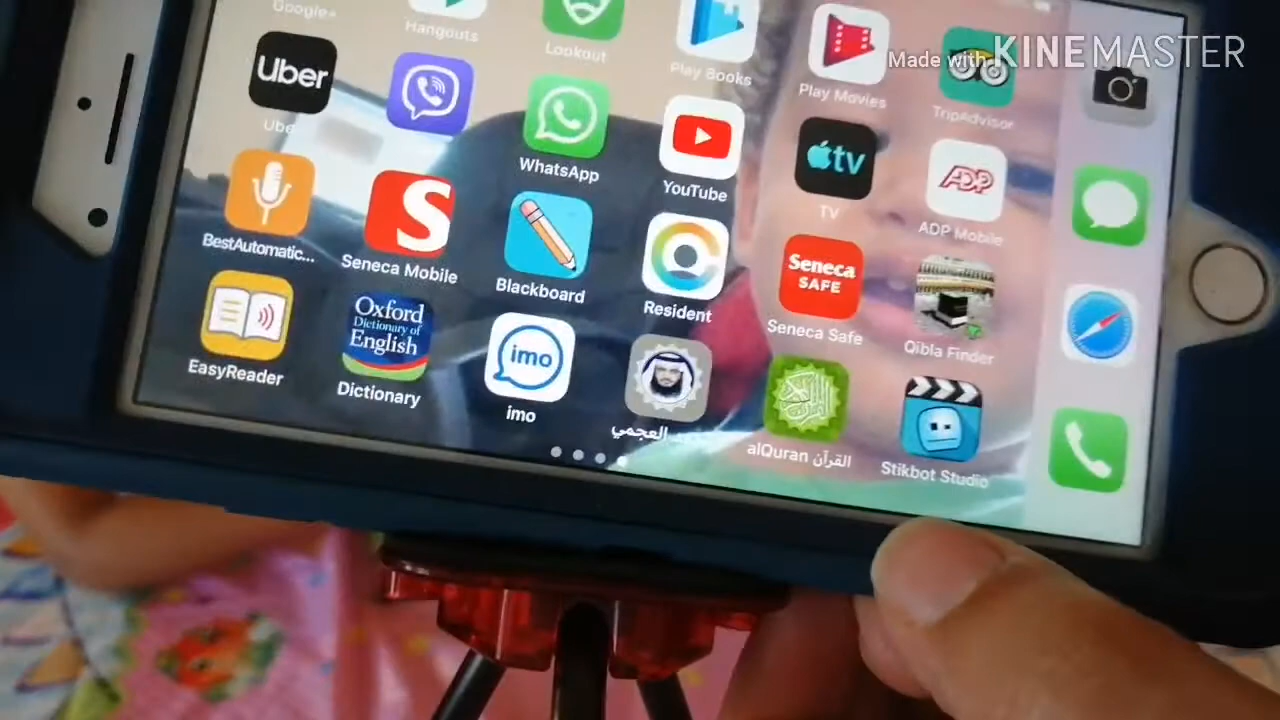 Google+
Hangouts
Lookout
Play Books
Play Movies
TripAdvisor
Made with KINEMASTER
Uber
Ube
WhatsApp
YouTube
tv
TV
ADP
ADP Mobile
BestAutomatic...
S
Seneca Mobile
Blackboard
Resident
Seneca
SAFE
Seneca Safe
Qibla Finder
EasyReader
Oxford
Dictionary of
English
Dictionary
imo
imo
العجمي
alQuran القرآن
Stikbot Studio